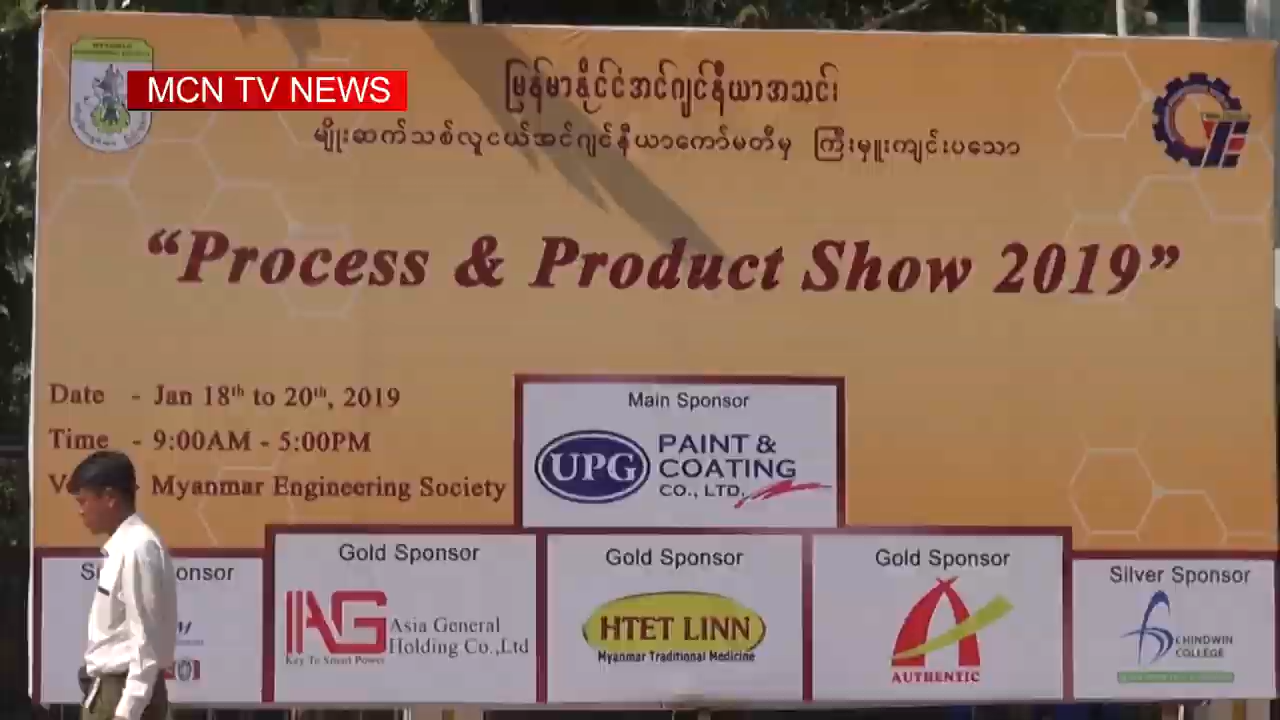 MCN TV NEWS
မြန်မာနိုင်ငံအင်ဂျင်နီယာအသင်း
မျိုးဆက်သစ်လူငယ်အင်ဂျင်နီယာကော်မတီမှ ကြီးမှူးကျင်းပသော
“Process & Product Show 2019”
Date - Jan 18th to 20th, 2019
Time - 9:00AM - 5:00PM
- Myanmar Engineering Society
Main Sponsor
UPG PAINT &
COATING
CO., LTD.
Gold Sponsor
AG Asia General
Holding Co.,Ltd
Key To Smart Power
Gold Sponsor
HTET LINN
Myanmar Traditional Medicine
Gold Sponsor
AUTHENTIC
Silver Sponsor
CHINDWIN
COLLEGE